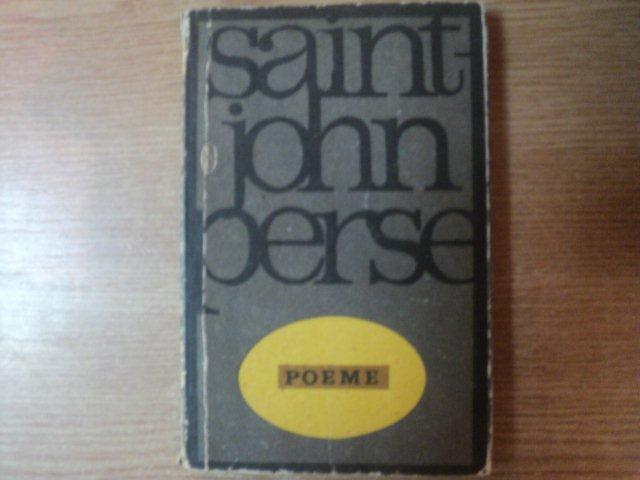 saint-
john
perse
POEME